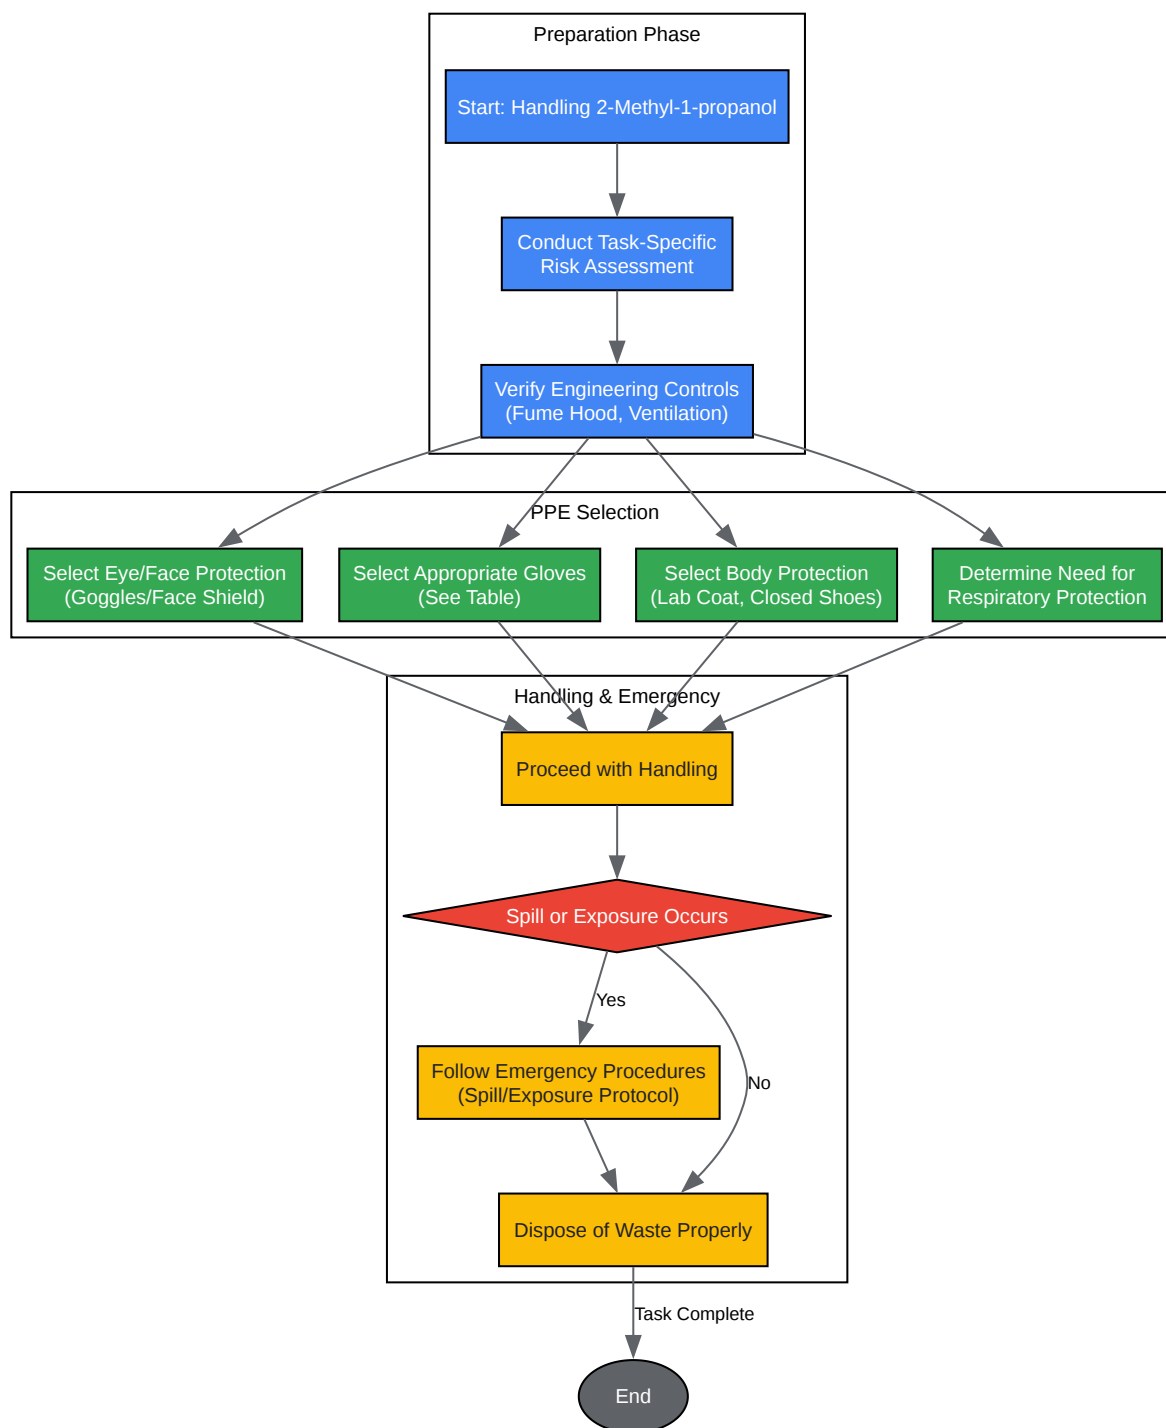 Preparation Phase
Start: Handling 2-Methyl-1-propanol
Conduct Task-Specific
Risk Assessment
Verify Engineering Controls
(Fume Hood, Ventilation)
PPE Selection
Select Eye/Face Protection
(Goggles/Face Shield)
Select Appropriate Gloves
(See Table)
Select Body Protection
(Lab Coat, Closed Shoes)
Determine Need for
Respiratory Protection
Handling & Emergency
Proceed with Handling
Spill or Exposure Occurs
Yes
Follow Emergency Procedures
(Spill/Exposure Protocol)
No
Dispose of Waste Properly
Task Complete
End